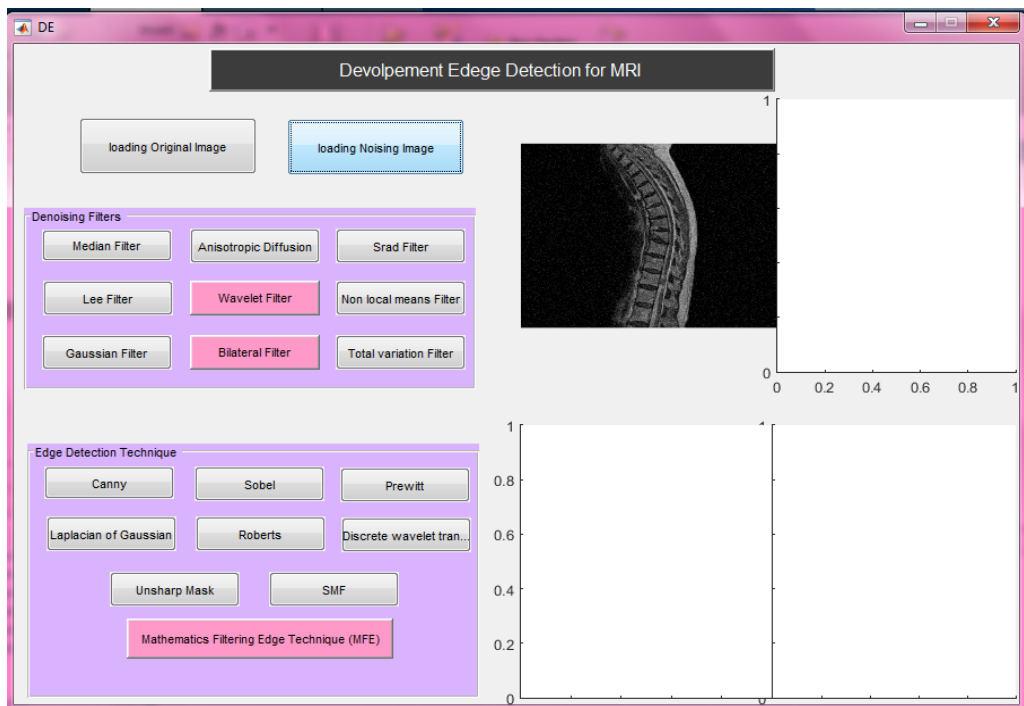 DE
Devolpement Edege Detection for MRI
loading Original Image
loading Noising Image
Denoising Filters
Median Filter
Anisotropic Diffusion
Srad Filter
Lee Filter
Wavelet Filter
Non local means Filter
Gaussian Filter
Bilateral Filter
Total variation Filter
1
0
0 0.2 0.4 0.6 0.8 1
Edge Detection Technique
Canny
Sobel
Prewitt
Laplacian of Gaussian
Roberts
Discrete wavelet tran...
Unsharp Mask
SMF
Mathematics Filtering Edge Technique (MFE)
1
0.8
0.6
0.4
0.2
0